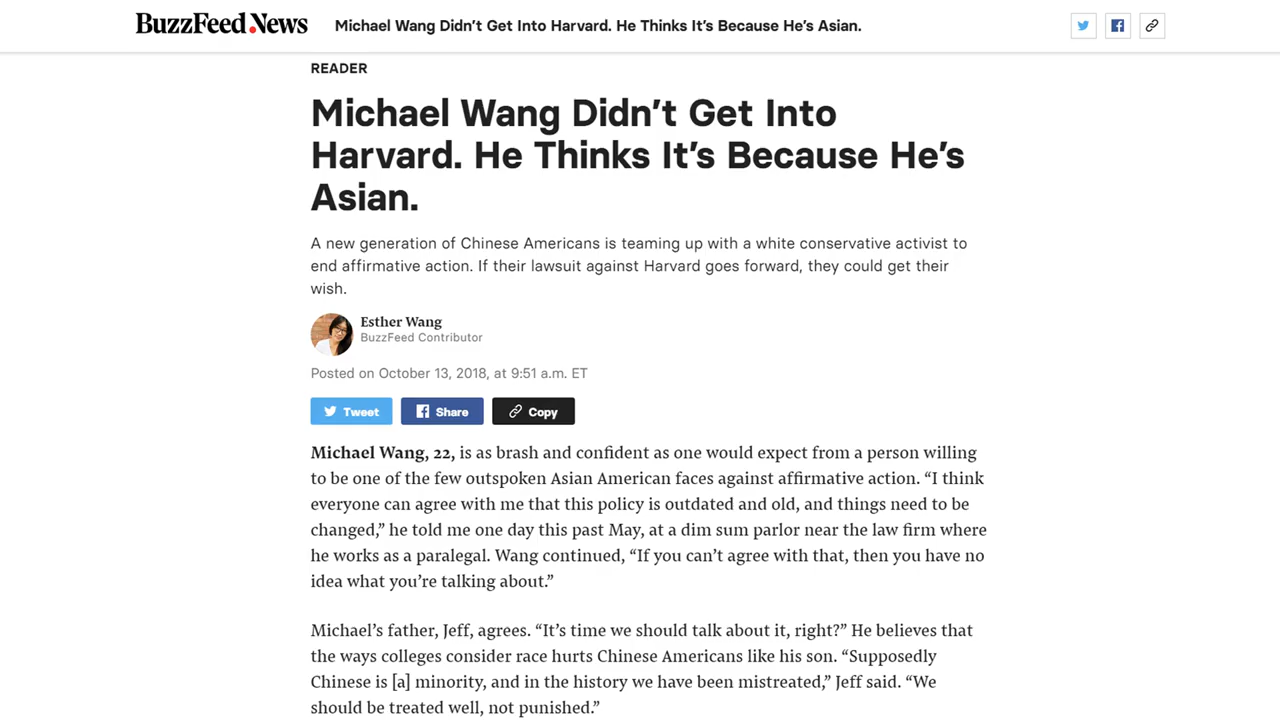 BuzzFeed.News Michael Wang Didn’t Get Into Harvard. He Thinks It’s Because He’s Asian.
READER
Michael Wang Didn’t Get Into
Harvard. He Thinks It’s Because He’s
Asian.
A new generation of Chinese Americans is teaming up with a white conservative activist to
end affirmative action. If their lawsuit against Harvard goes forward, they could get their
wish.
Esther Wang
BuzzFeed Contributor
Posted on October 13, 2018, at 9:51 a.m. ET
Tweet Share Copy
Michael Wang, 22, is as brash and confident as one would expect from a person willing
to be one of the few outspoken Asian American faces against affirmative action. “I think
everyone can agree with me that this policy is outdated and old, and things need to be
changed,” he told me one day this past May, at a dim sum parlor near the law firm where
he works as a paralegal. Wang continued, “If you can’t agree with that, then you have no
idea what you’re talking about.”
Michael’s father, Jeff, agrees. “It’s time we should talk about it, right?” He believes that
the ways colleges consider race hurts Chinese Americans like his son. “Supposedly
Chinese is [a] minority, and in the history we have been mistreated,” Jeff said. “We
should be treated well, not punished.”